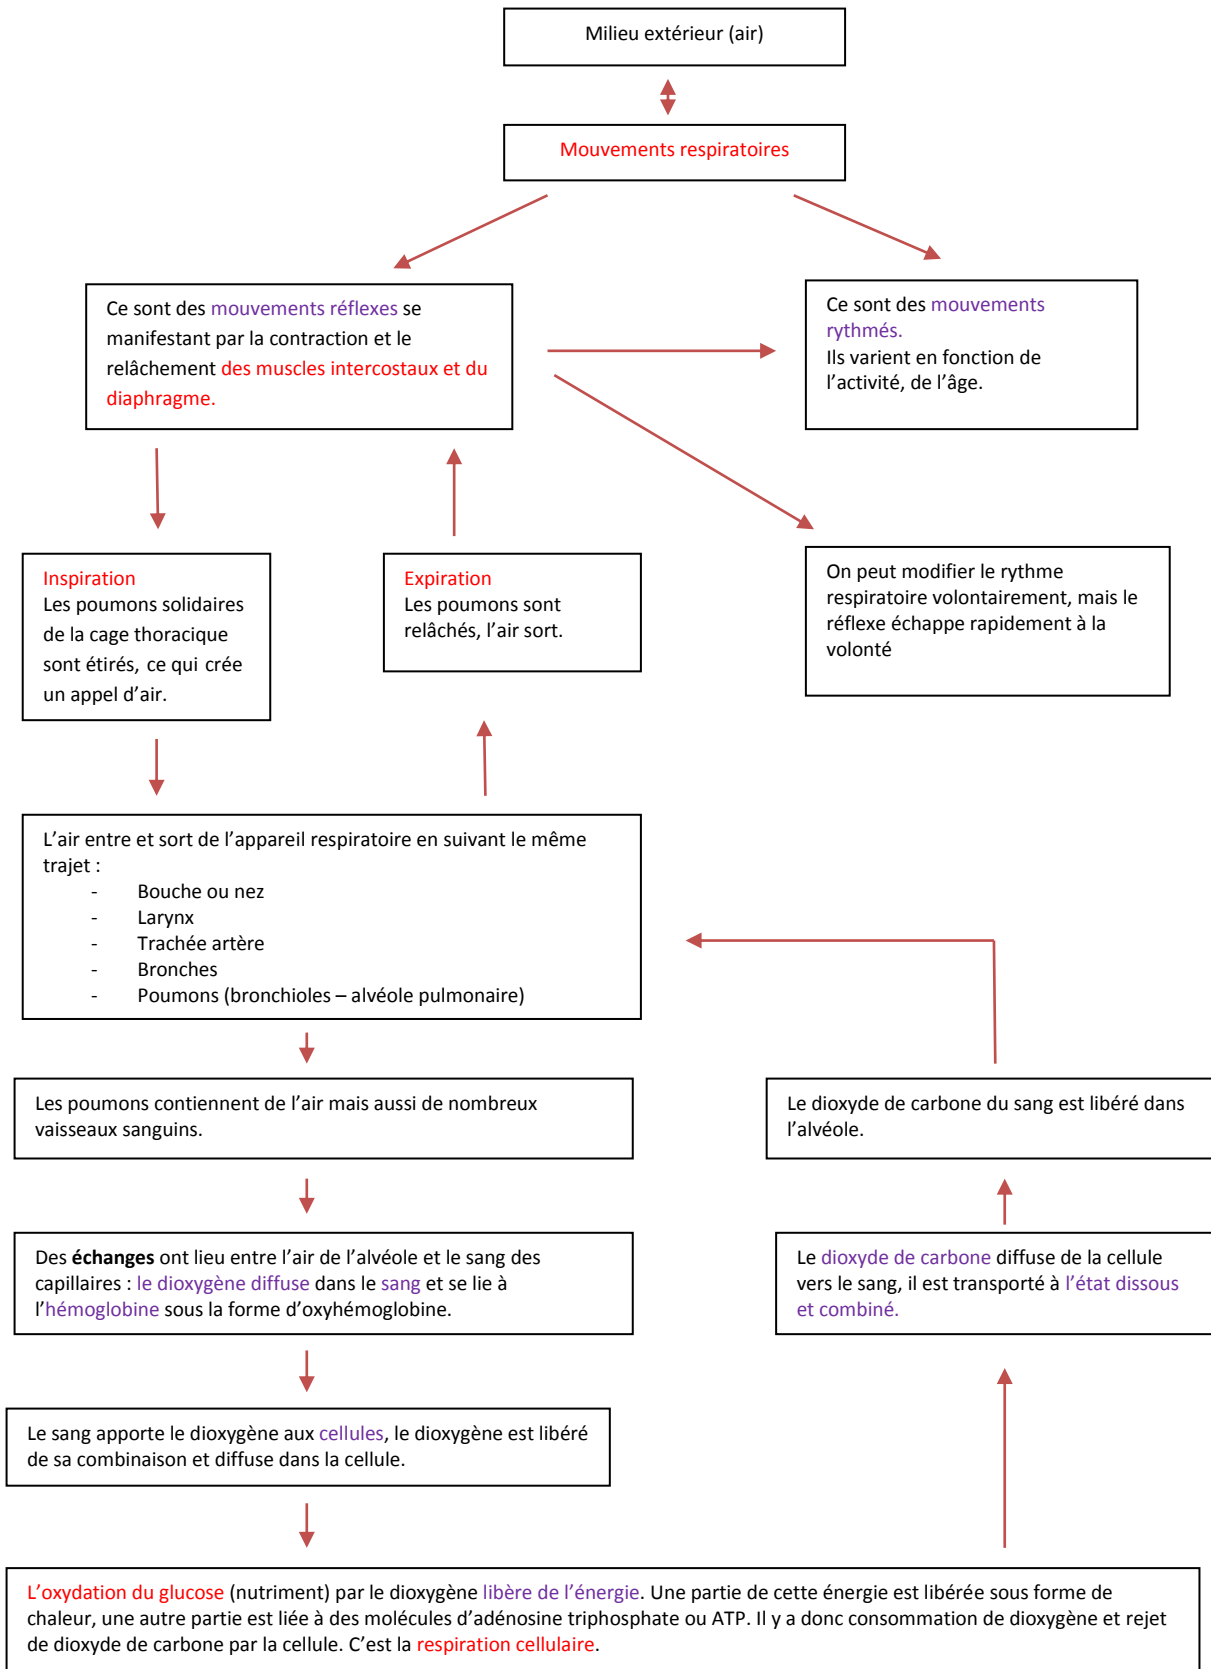 Milieu extérieur (air)
Mouvements respiratoires
Ce sont des mouvements réflexes se
manifestant par la contraction et le
relâchement des muscles intercostaux et du
diaphragme.
Ce sont des mouvements
rythmés.
Ils varient en fonction de
l’activité, de l’âge.
Inspiration
Les poumons solidaires
de la cage thoracique
sont étirés, ce qui crée
un appel d’air.
Expiration
Les poumons sont
relâchés, l’air sort.
On peut modifier le rythme
respiratoire volontairement, mais le
réflexe échappe rapidement à la
volonté
L’air entre et sort de l’appareil respiratoire en suivant le même
trajet :
- Bouche ou nez
- Larynx
- Trachée artère
- Bronches
- Poumons (bronchioles – alvéole pulmonaire)
Les poumons contiennent de l’air mais aussi de nombreux
vaisseaux sanguins.
Le dioxyde de carbone du sang est libéré dans
l’alvéole.
Des échanges ont lieu entre l’air de l’alvéole et le sang des
capillaires : le dioxygène diffuse dans le sang et se lie à
l’hémoglobine sous la forme d’oxyhémoglobine.
Le dioxyde de carbone diffuse de la cellule
vers le sang, il est transporté à l’état dissous
et combiné.
Le sang apporte le dioxygène aux cellules, le dioxygène est libéré
de sa combinaison et diffuse dans la cellule.
L’oxydation du glucose (nutriment) par le dioxygène libère de l’énergie. Une partie de cette énergie est libérée sous forme de
chaleur, une autre partie est liée à des molécules d’adénosine triphosphate ou ATP. Il y a donc consommation de dioxygène et rejet
de dioxyde de carbone par la cellule. C’est la respiration cellulaire.